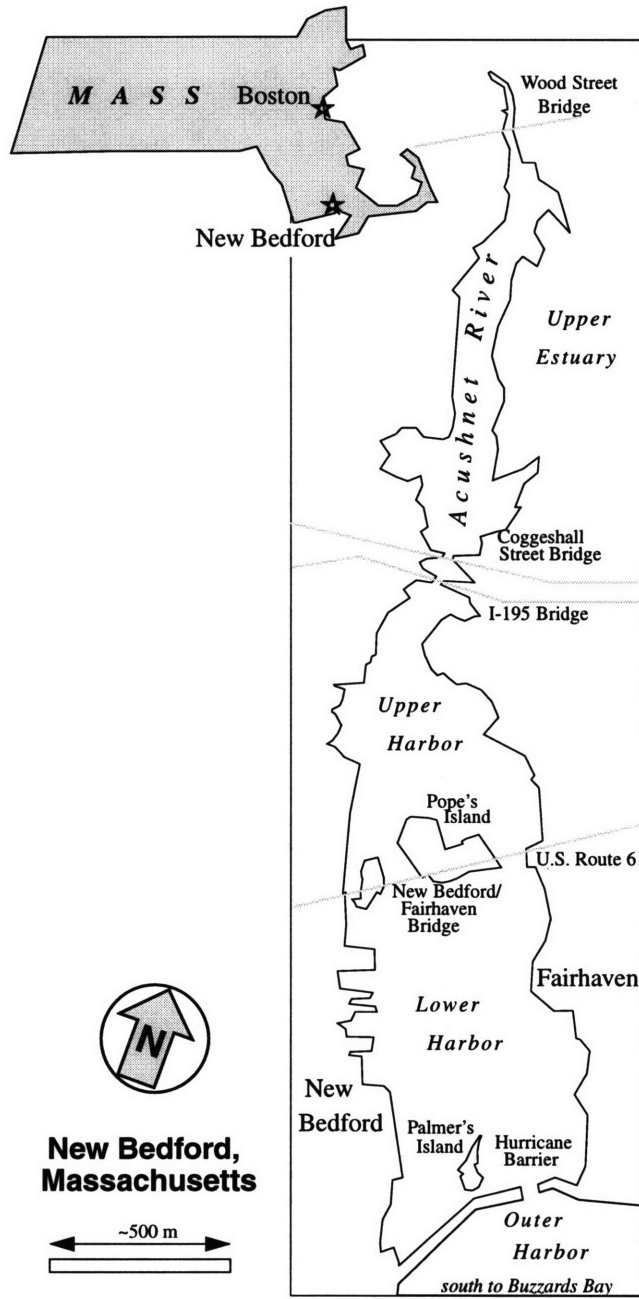 M A S S
Boston
New Bedford
Wood Street
Bridge
Upper
Estuary
Acushnet River
Coggeshall
Street Bridge
I-195 Bridge
Upper
Harbor
Pope's
Island
U.S. Route 6
New Bedford/
Fairhaven
Bridge
Fairhaven
Lower
Harbor
New
Bedford
Palmer's
Island
Hurricane
Barrier
Outer
Harbor
south to Buzzards Bay
N
New Bedford,
Massachusetts
~500 m